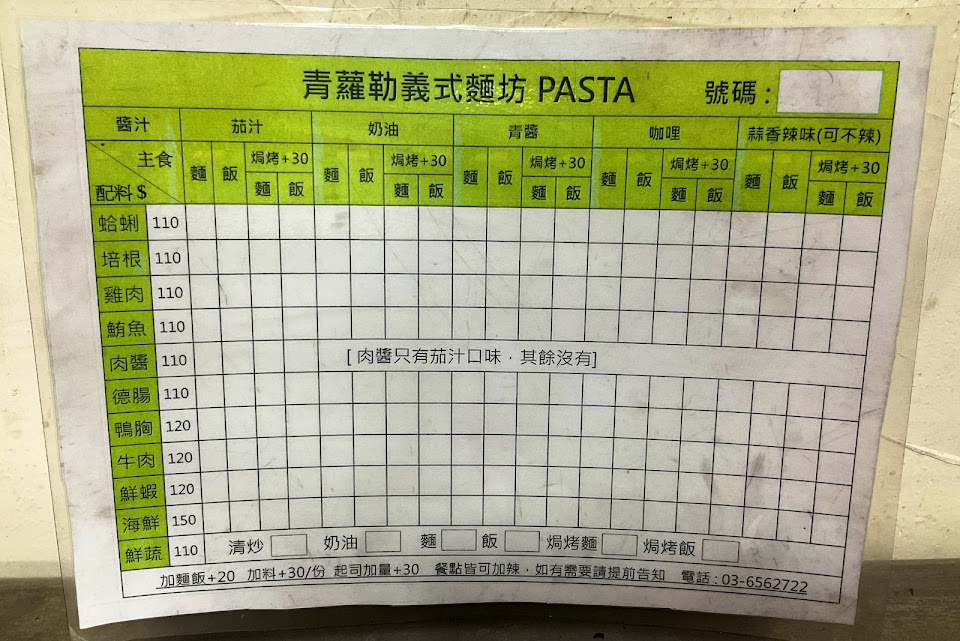 青蘿勒義式麵坊 PASTA 號碼：
醬汁 茄汁 奶油 青醬 咖哩 蒜香辣味(可不辣)
主食 麵 飯 焗烤+30 麵 飯 焗烤+30 麵 飯 焗烤+30 麵 飯 焗烤+30 麵 飯 焗烤+30
配料 $ 麵 飯 麵 飯 麵 飯 麵 飯 麵 飯
蛤蜊 110
培根 110
雞肉 110
鮪魚 110
肉醬 110 [ 肉醬只有茄汁口味，其餘沒有]
德腸 110
鴨胸 120
牛肉 120
鮮蝦 120
海鮮 150
鮮蔬 110 清炒 奶油 麵 飯 焗烤麵 焗烤飯
加麵飯+20 加料+30/份 起司加量+30 餐點皆可加辣，如有需要請提前告知 電話：03-6562722